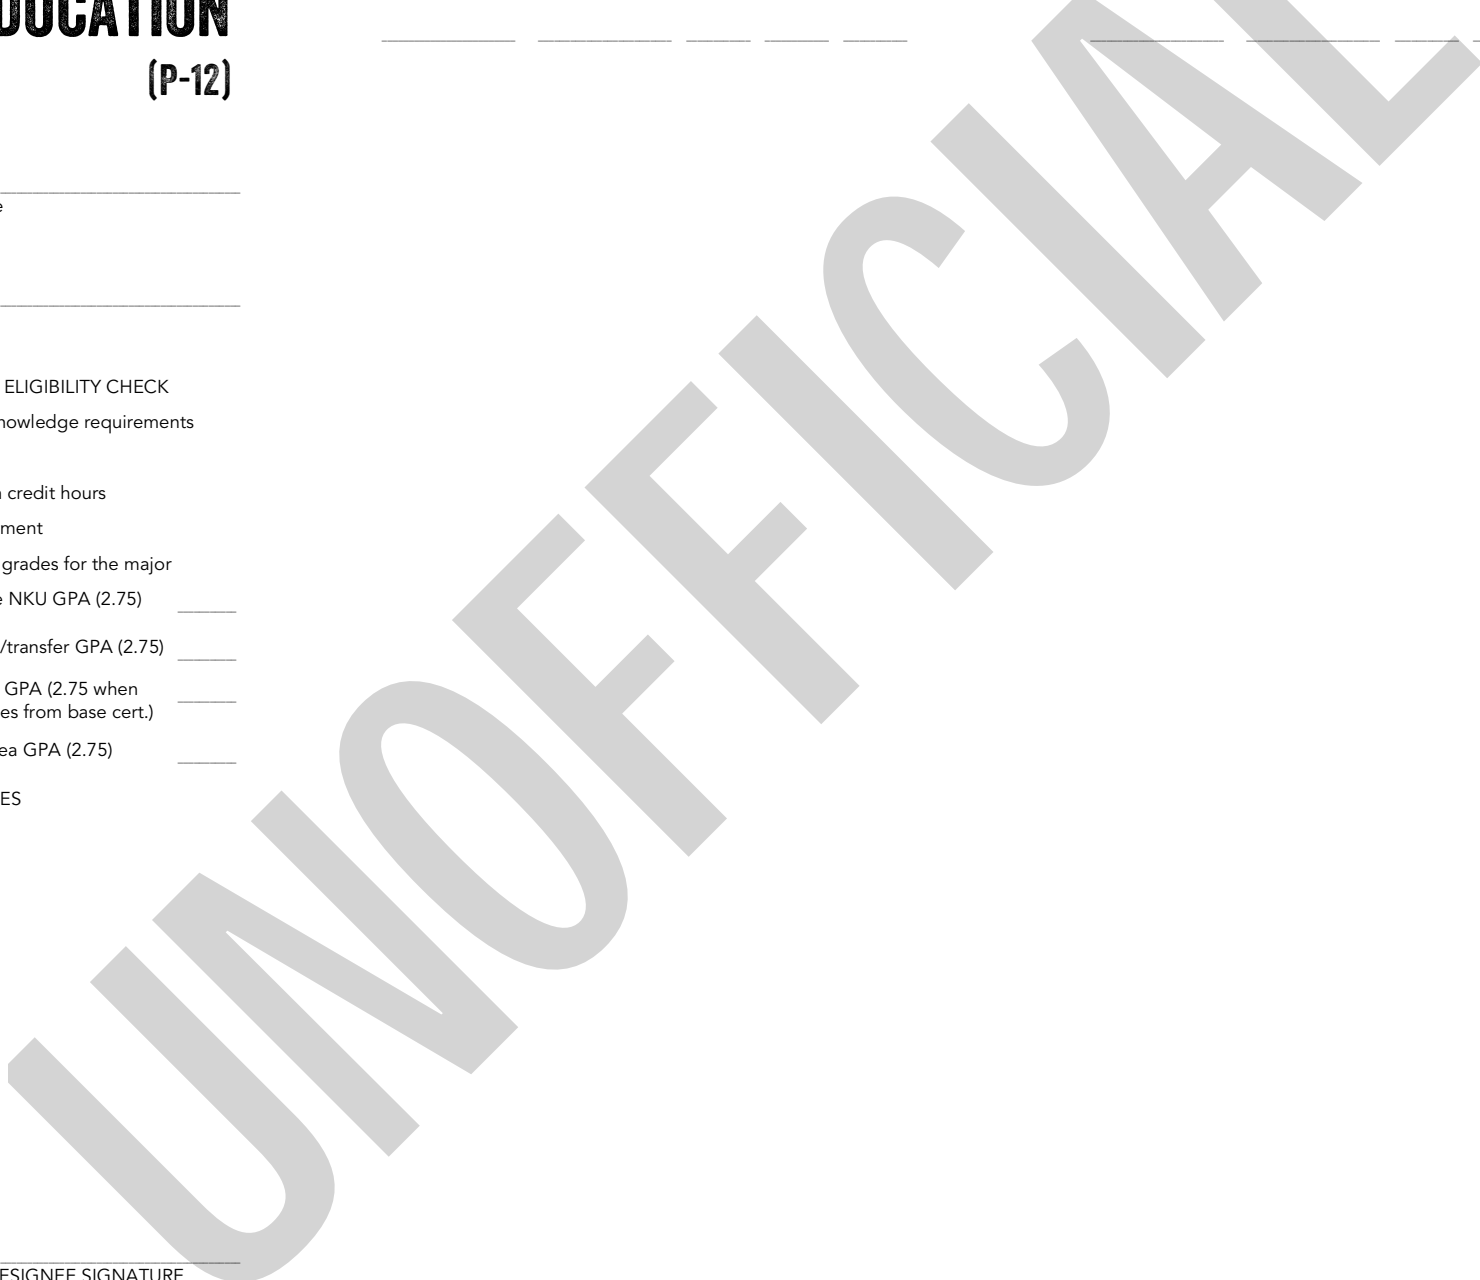 DUCATION
(P-12)
e
ELIGIBILITY CHECK
nowledge requirements
credit hours
ment
grades for the major
e NKU GPA (2.75)
/transfer GPA (2.75)
GPA (2.75 when
es from base cert.)
ea GPA (2.75)
ES
ESIGNEE SIGNATURE
UNOFFICIAL